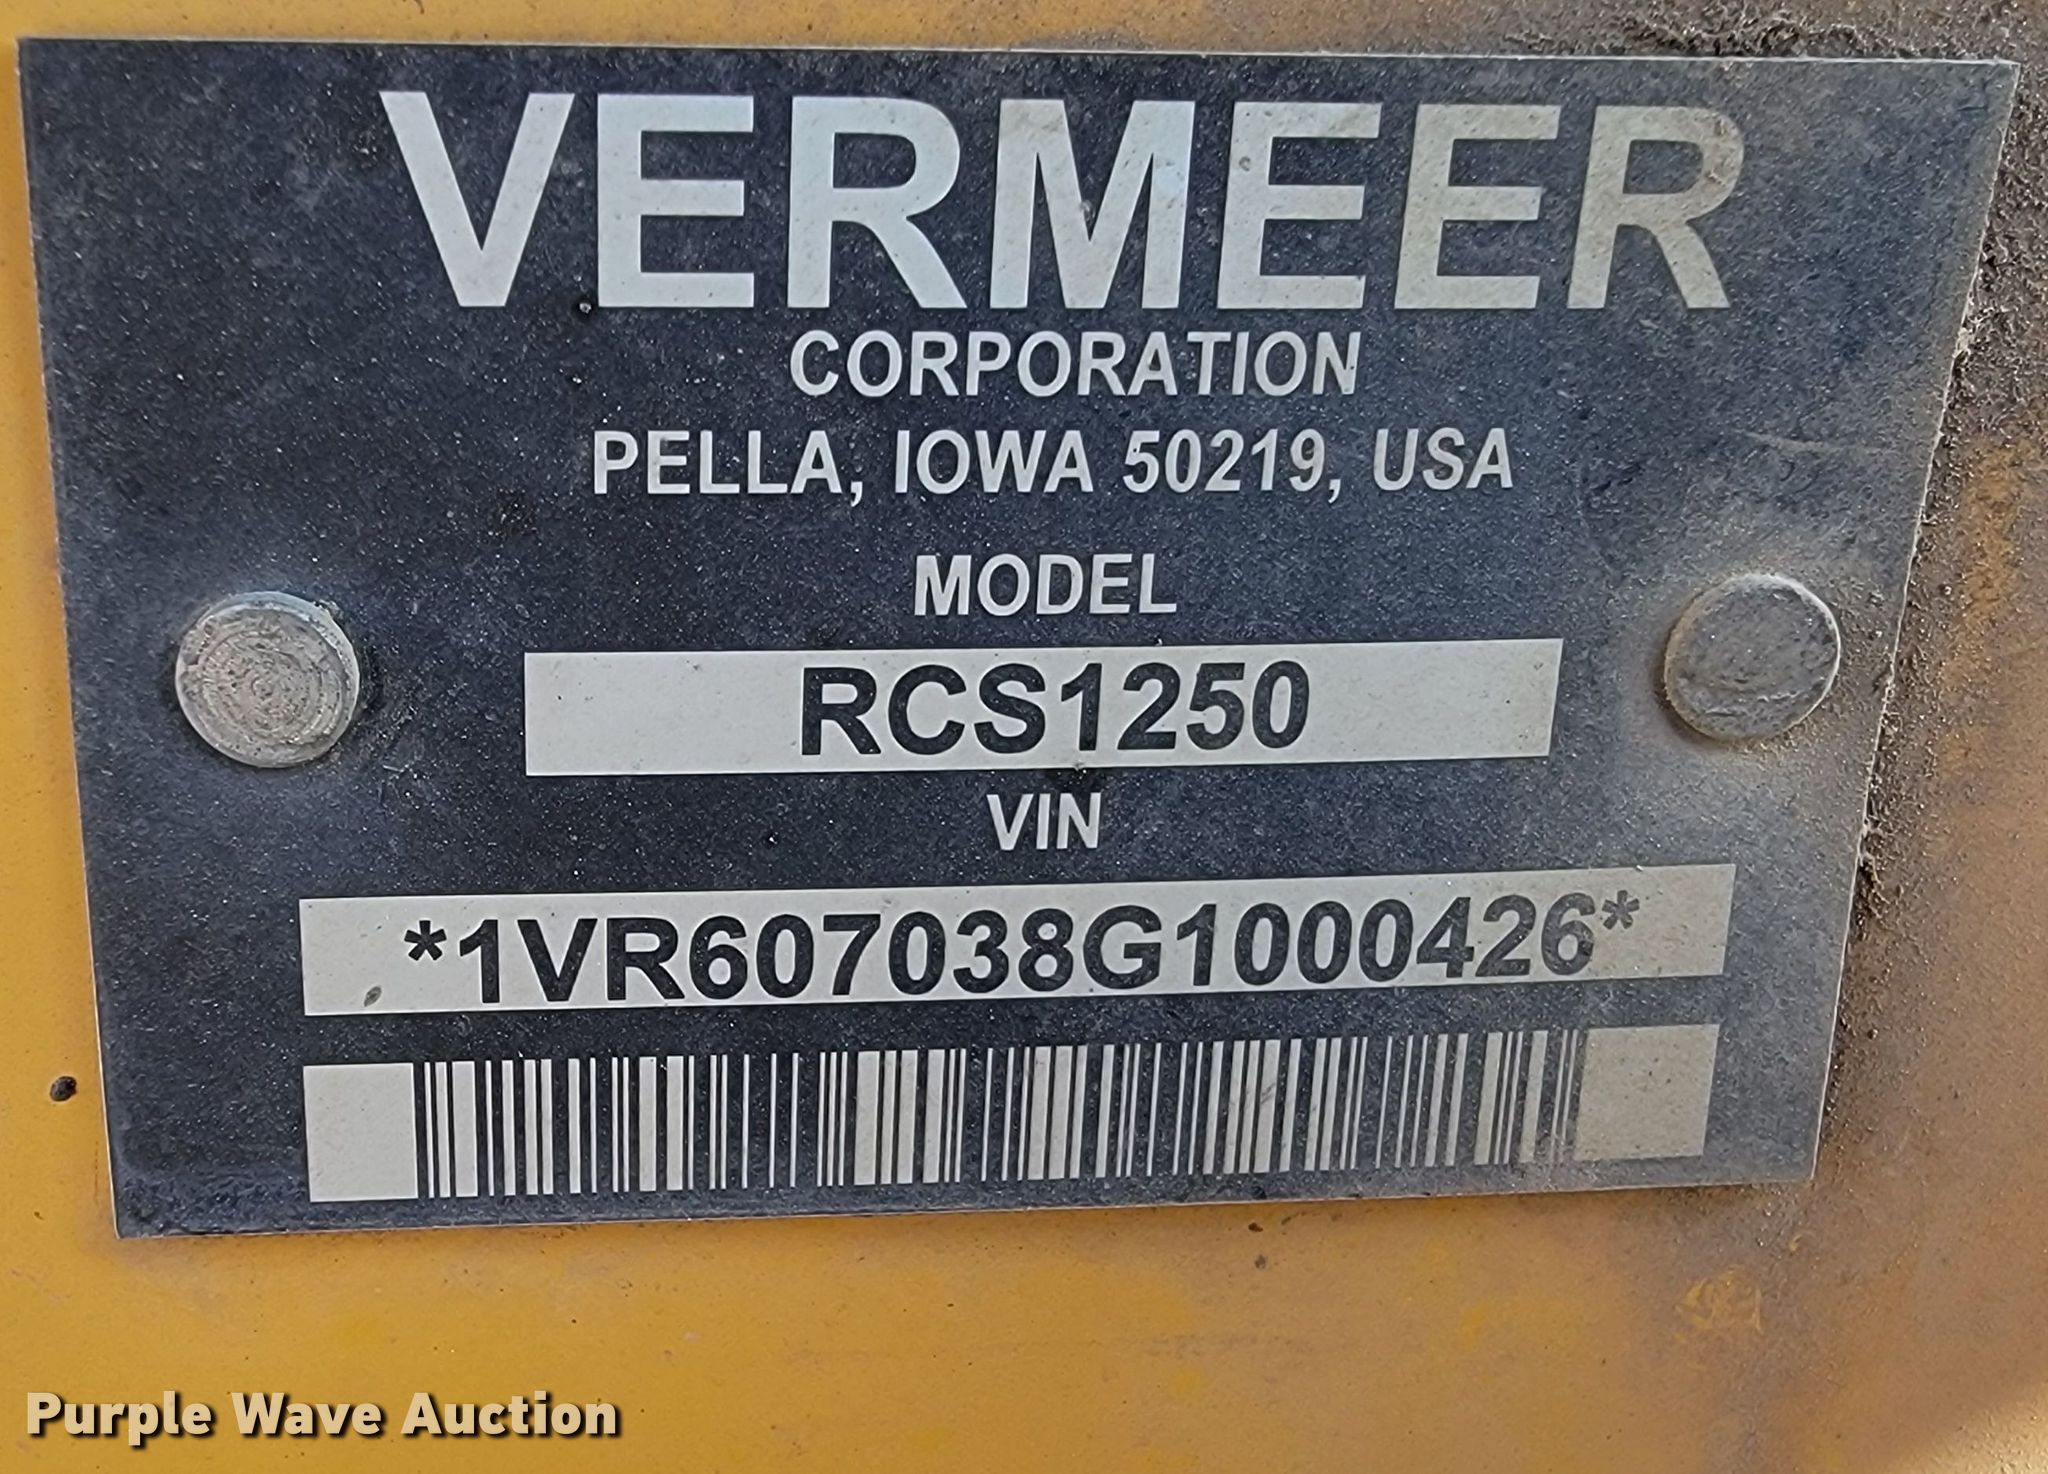 VERMEER
CORPORATION
PELLA, IOWA 50219, USA
MODEL
RCS1250
VIN
*1VR607038G1000426*
Purple Wave Auction